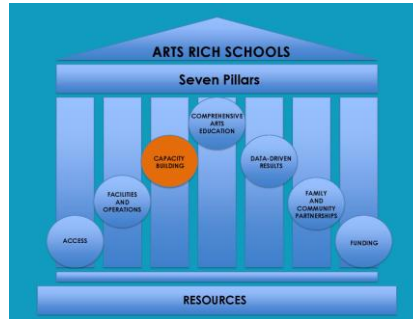 ARTS RICH SCHOOLS
Seven Pillars
COMPREHENSIVE
ARTS
EDUCATION
CAPACITY
BUILDING
DATA-DRIVEN
RESULTS
FACILITIES
AND
OPERATIONS
FAMILY
AND
COMMUNITY
PARTNERSHIPS
ACCESS
FUNDING
RESOURCES